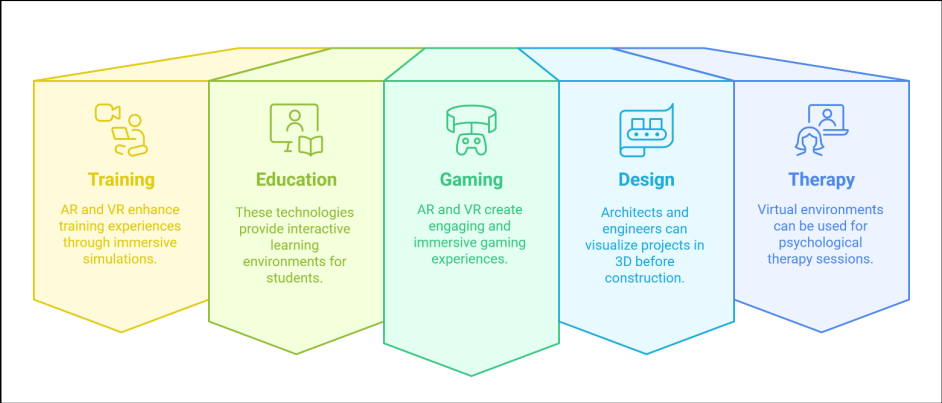 Training
AR and VR enhance
training experiences
through immersive
simulations.
Education
These technologies
provide interactive
learning
environments for
students.
Gaming
AR and VR create
engaging and
immersive gaming
experiences.
Design
Architects and
engineers can
visualize projects in
3D before
construction.
Therapy
Virtual environments
can be used for
psychological
therapy sessions.